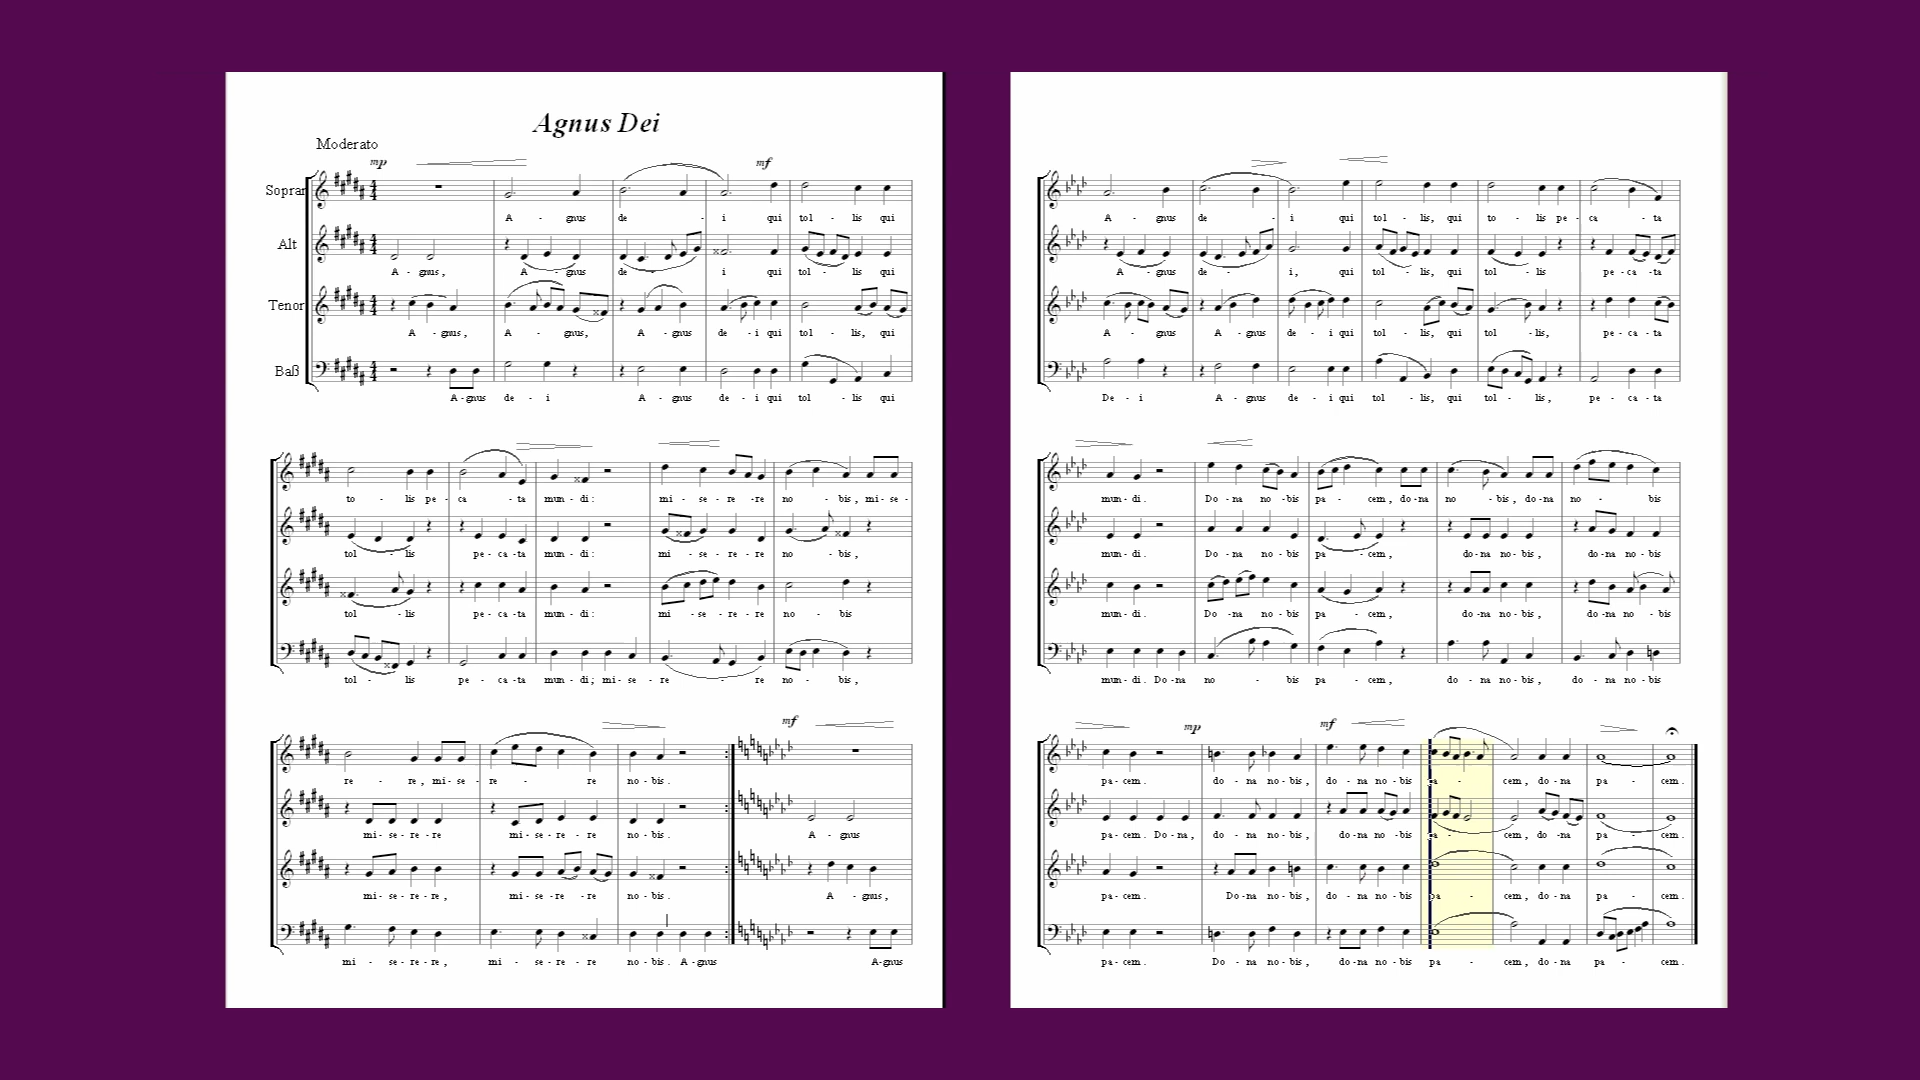 Agnus Dei
Moderato
mp mf
Sopran
A - gnus de - i qui tol - lis qui
Alt
A - gnus, A - gnus de i qui tol - lis qui
Tenor
A - gnus, A - gnus, A - gnus de - i qui tol - lis, qui
Baß
A - gnus de - i A - gnus de - i qui tol - lis qui
to - lis pe - ca - ta mun - di: mi - se - re - re no - bis, mi - se -
tol - lis pe - ca - ta mun - di: mi - se - re - re no - bis,
tol - lis pe - ca - ta mun - di: mi - se - re - re no - bis
tol - lis pe - ca - ta mun - di; mi - se - re - re no - bis,
mf
re - re, mi - se - re - re no - bis.
mi - se - re - re mi - se - re - re no - bis. A - gnus
mi - se - re - re, mi - se - re - re no - bis. A - gnus,
mi - se - re - re, mi - se - re - re no - bis. A - gnus A - gnus
A - gnus de - i qui tol - lis, qui to - lis pe - ca - ta
A - gnus de - i, qui tol - lis, qui tol - lis pe - ca - ta
A - gnus A - gnus de - i qui tol - lis, qui tol - lis, pe - ca - ta
De - i A - gnus de - i qui tol - lis, qui tol - lis, pe - ca - ta
mun - di. Do - na no - bis pa - cem, do - na no - bis, do - na no - bis
mun - di. Do - na no - bis pa - cem, do - na no - bis, do - na no - bis
mun - di. Do - na no - bis pa - cem, do - na no - bis, do - na no - bis
mun - di. Do - na no - bis pa - cem, do - na no - bis, do - na no - bis
mp mf
pa - cem. do - na no - bis, do - na no - bis pa - cem, do - na pa - cem.
pa - cem. Do - na, do - na no - bis, do - na no - bis pa - cem, do - na pa - cem.
pa - cem. Do - na no - bis, do - na no - bis pa - cem, do - na pa - cem.
pa - cem. Do - na no - bis, do - na no - bis pa - cem, do - na pa - cem.